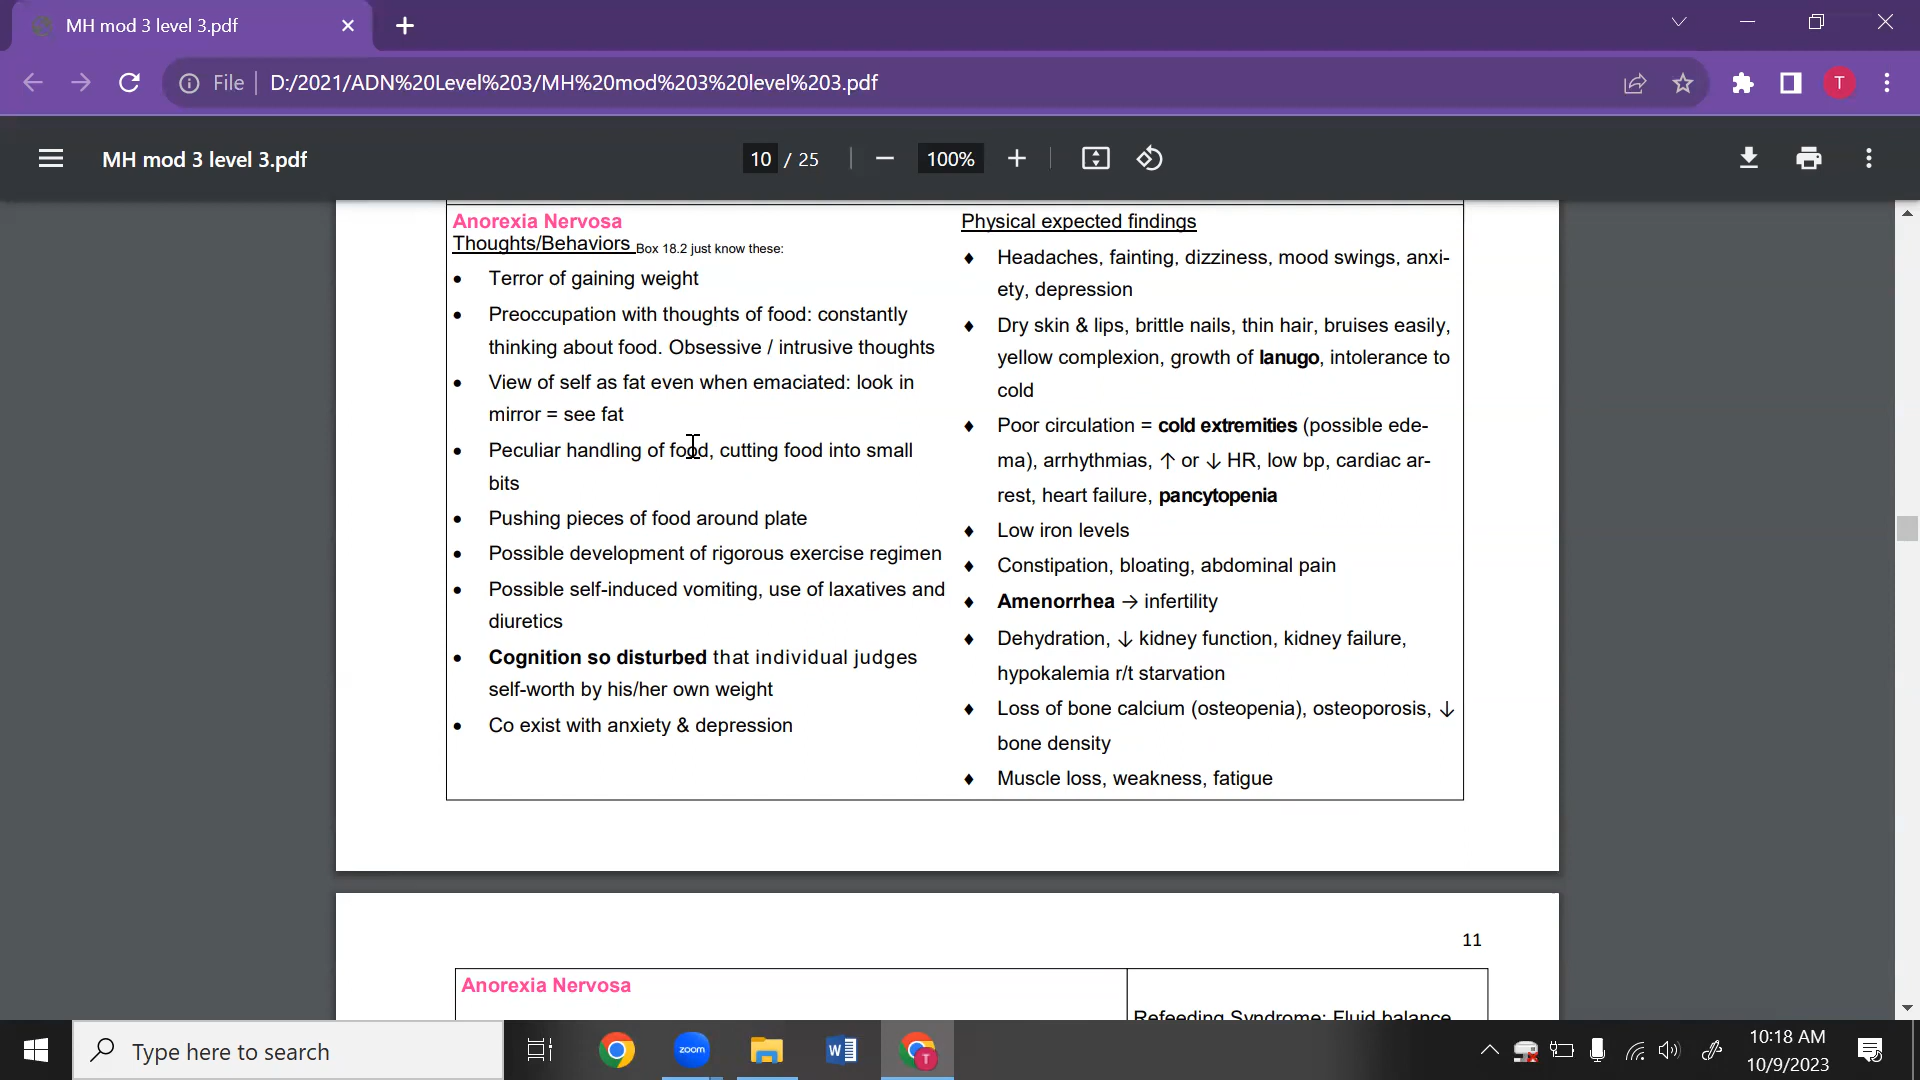 MH mod 3 level 3.pdf
File
D:/2021/ADN%20Level%203/MH%20mod%203%20level%203.pdf
T
MH mod 3 level 3.pdf
10 / 25
100%
Anorexia Nervosa
Thoughts/Behaviors Box 18.2 just know these:
• Terror of gaining weight
• Preoccupation with thoughts of food: constantly
thinking about food. Obsessive / intrusive thoughts
• View of self as fat even when emaciated: look in
mirror = see fat
• Peculiar handling of food, cutting food into small
bits
• Pushing pieces of food around plate
• Possible development of rigorous exercise regimen
• Possible self-induced vomiting, use of laxatives and
diuretics
• Cognition so disturbed that individual judges
self-worth by his/her own weight
• Co exist with anxiety & depression
Physical expected findings
♦ Headaches, fainting, dizziness, mood swings, anxi-
ety, depression
♦ Dry skin & lips, brittle nails, thin hair, bruises easily,
yellow complexion, growth of lanugo, intolerance to
cold
♦ Poor circulation = cold extremities (possible ede-
ma), arrhythmias, ↑ or ↓ HR, low bp, cardiac ar-
rest, heart failure, pancytopenia
♦ Low iron levels
♦ Constipation, bloating, abdominal pain
♦ Amenorrhea → infertility
♦ Dehydration, ↓ kidney function, kidney failure,
hypokalemia r/t starvation
♦ Loss of bone calcium (osteopenia), osteoporosis, ↓
bone density
♦ Muscle loss, weakness, fatigue
11
Anorexia Nervosa
Refeeding Syndrome: Fluid balance
Type here to search
zoom
W
T
10:18 AM
10/9/2023